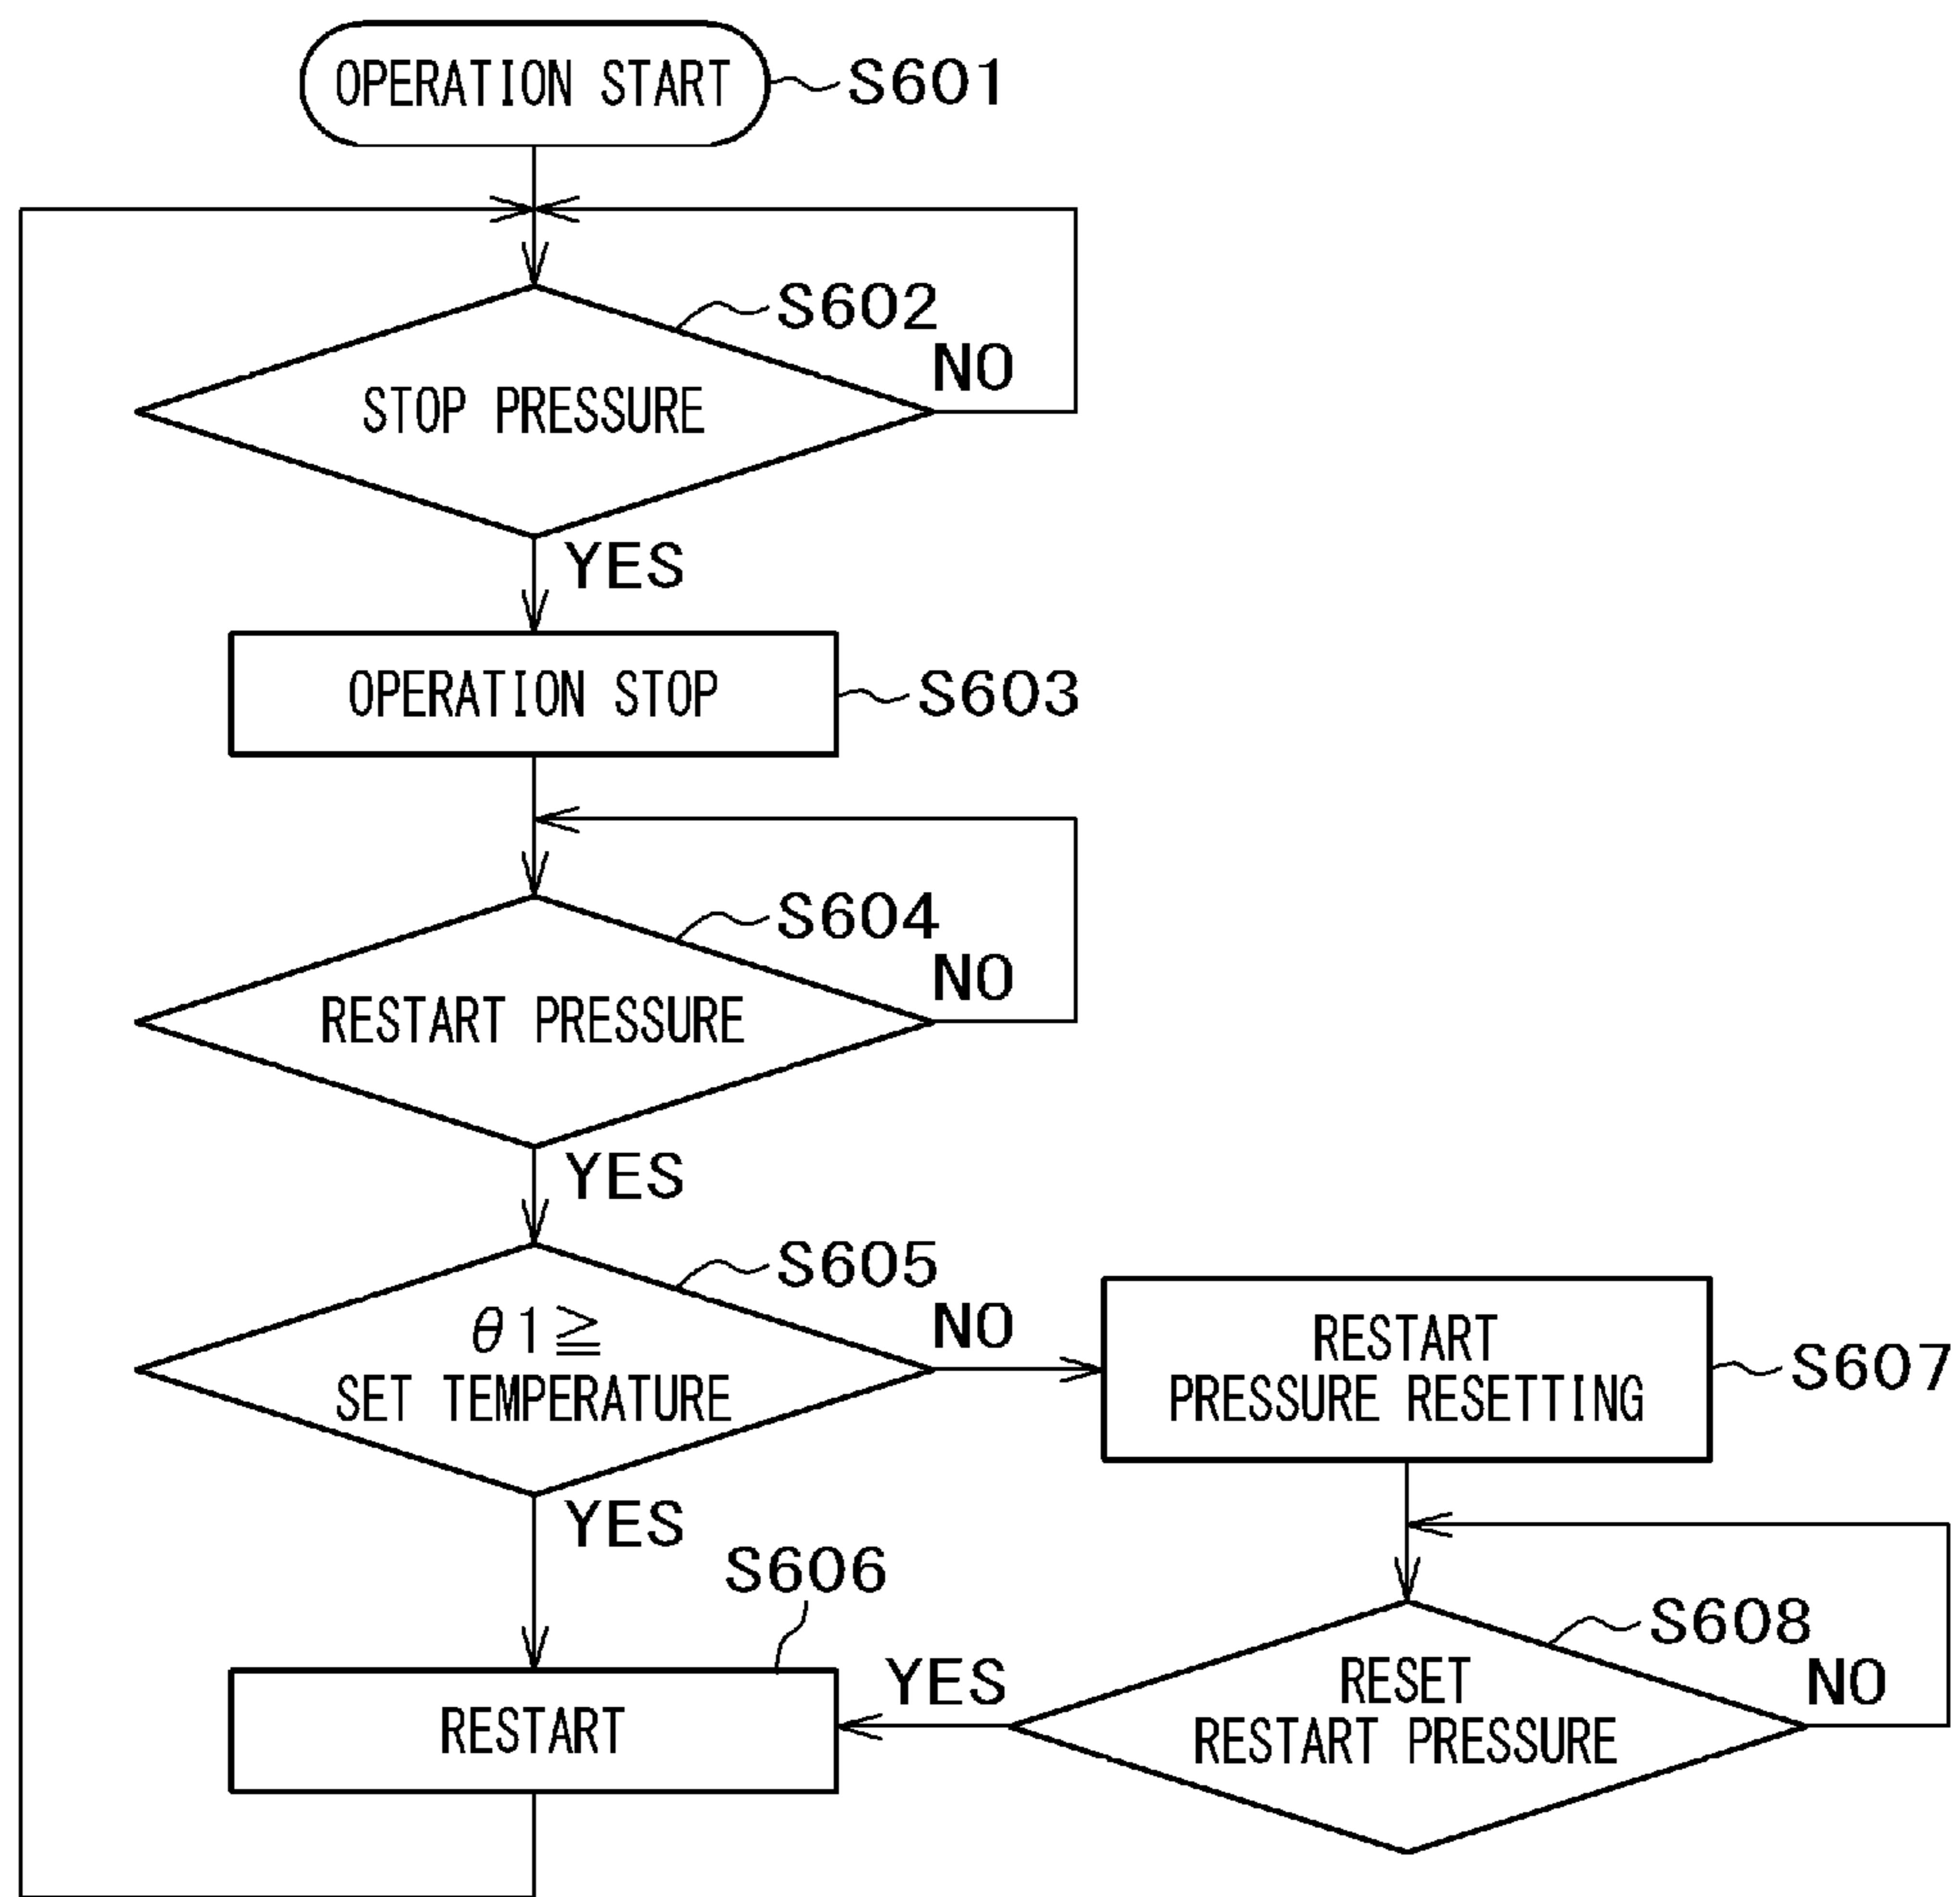 OPERATION START
S601
S602
NO
STOP PRESSURE
YES
OPERATION STOP
S603
S604
NO
RESTART PRESSURE
YES
S605
NO
θ1≧
SET TEMPERATURE
YES
RESTART
PRESSURE RESETTING
S607
S606
RESTART
YES
S608
NO
RESET
RESTART PRESSURE